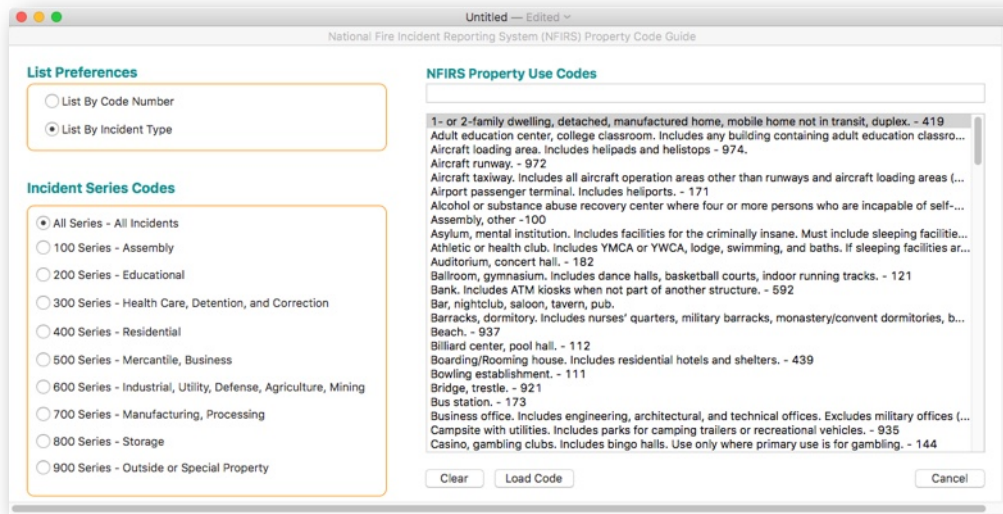 Untitled — Edited
National Fire Incident Reporting System (NFIRS) Property Code Guide
List Preferences
List By Code Number
List By Incident Type
Incident Series Codes
All Series - All Incidents
100 Series - Assembly
200 Series - Educational
300 Series - Health Care, Detention, and Correction
400 Series - Residential
500 Series - Mercantile, Business
600 Series - Industrial, Utility, Defense, Agriculture, Mining
700 Series - Manufacturing, Processing
800 Series - Storage
900 Series - Outside or Special Property
NFIRS Property Use Codes
1- or 2-family dwelling, detached, manufactured home, mobile home not in transit, duplex. - 419
Adult education center, college classroom. Includes any building containing adult education classro...
Aircraft loading area. Includes helipads and helistops - 974.
Aircraft runway. - 972
Aircraft taxiway. Includes all aircraft operation areas other than runways and aircraft loading areas (...
Airport passenger terminal. Includes heliports. - 171
Alcohol or substance abuse recovery center where four or more persons who are incapable of self-...
Assembly, other -100
Asylum, mental institution. Includes facilities for the criminally insane. Must include sleeping facilitie...
Athletic or health club. Includes YMCA or YWCA, lodge, swimming, and baths. If sleeping facilities ar...
Auditorium, concert hall. - 182
Ballroom, gymnasium. Includes dance halls, basketball courts, indoor running tracks. - 121
Bank. Includes ATM kiosks when not part of another structure. - 592
Bar, nightclub, saloon, tavern, pub.
Barracks, dormitory. Includes nurses' quarters, military barracks, monastery/convent dormitories, b...
Beach. - 937
Billiard center, pool hall. - 112
Boarding/Rooming house. Includes residential hotels and shelters. - 439
Bowling establishment. - 111
Bridge, trestle. - 921
Bus station. - 173
Business office. Includes engineering, architectural, and technical offices. Excludes military offices (...
Campsite with utilities. Includes parks for camping trailers or recreational vehicles. - 935
Casino, gambling clubs. Includes bingo halls. Use only where primary use is for gambling. - 144
Clear
Load Code
Cancel